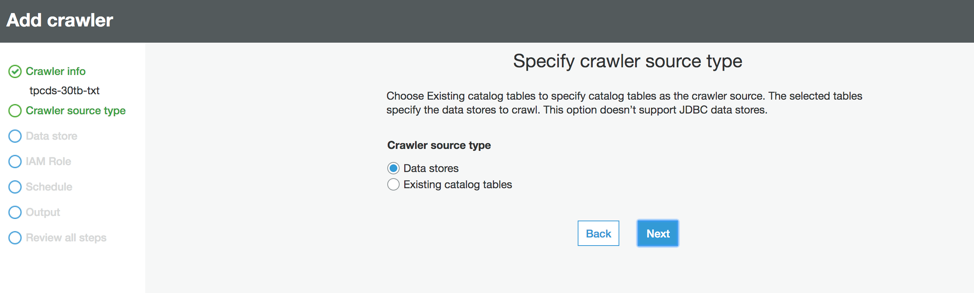 Add crawler
Crawler info
tpcds-30tb-txt
Crawler source type
Data store
IAM Role
Schedule
Output
Review all steps
Specify crawler source type
Choose Existing catalog tables to specify catalog tables as the crawler source. The selected tables
specify the data stores to crawl. This option doesn't support JDBC data stores.
Crawler source type
Data stores
Existing catalog tables
Back
Next